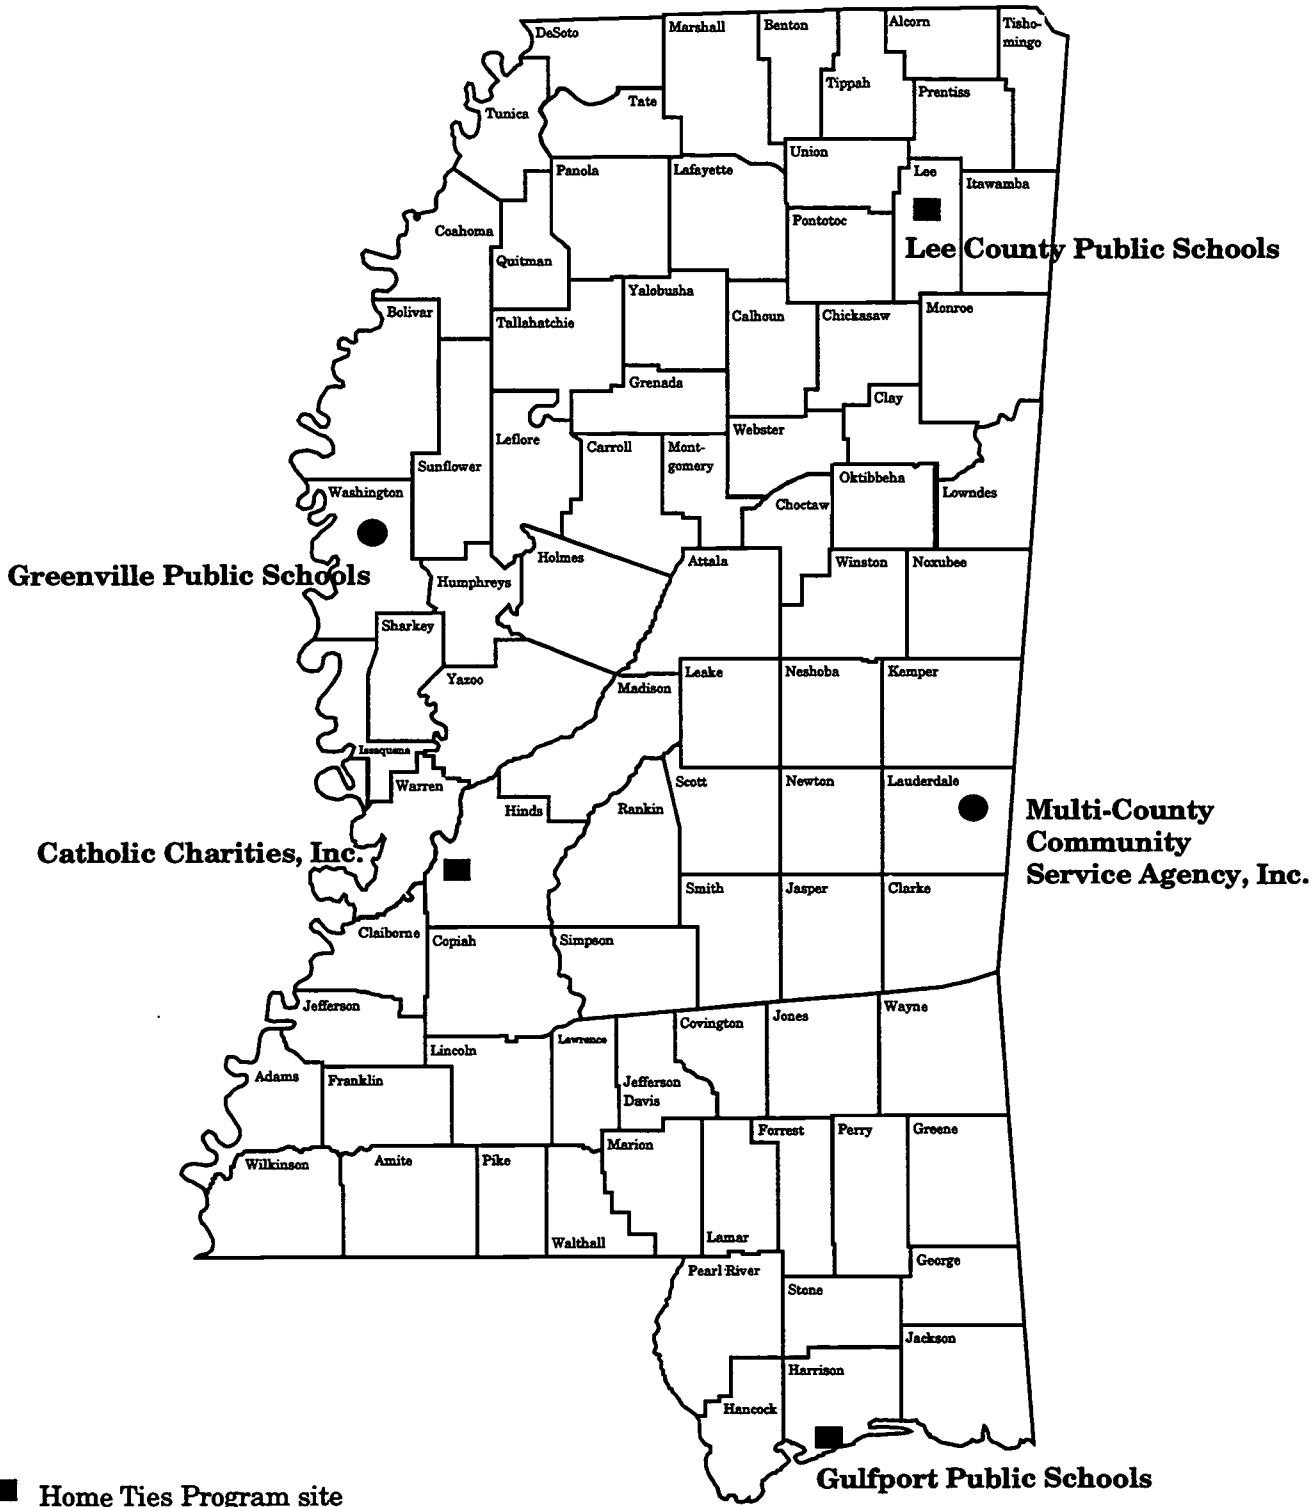 DeSoto
Marshall
Benton
Alcorn
Tisho-
mingo
Tippah
Prentiss
Tate
Tunica
Union
Panola
Lafayette
Lee
Itawamba
Pontotoc
Coahoma
Lee County Public Schools
Quitman
Yalobusha
Bolivar
Tallahatchie
Calhoun
Chickasaw
Monroe
Grenada
Clay
Webster
Leflore
Carroll
Mont-
gomery
Sunflower
Oktibbeha
Washington
Lowndes
Choctaw
Holmes
Attala
Winston
Noxubee
Greenville Public Schools
Humphreys
Sharkey
Yazoo
Madison
Leake
Neshoba
Kemper
Issaquena
Warren
Scott
Newton
Lauderdale
Hinds
Rankin
Multi-County
Community
Service Agency, Inc.
Catholic Charities, Inc.
Smith
Jasper
Clarke
Claiborne
Copiah
Simpson
Jefferson
Covington
Jones
Wayne
Lincoln
Lawrence
Adams
Franklin
Jefferson
Davis
Forrest
Perry
Greene
Marion
Wilkinson
Amite
Pike
Walthall
Lamar
Pearl River
George
Stone
Jackson
Harrison
Hancock
Gulfport Public Schools
Home Ties Program site